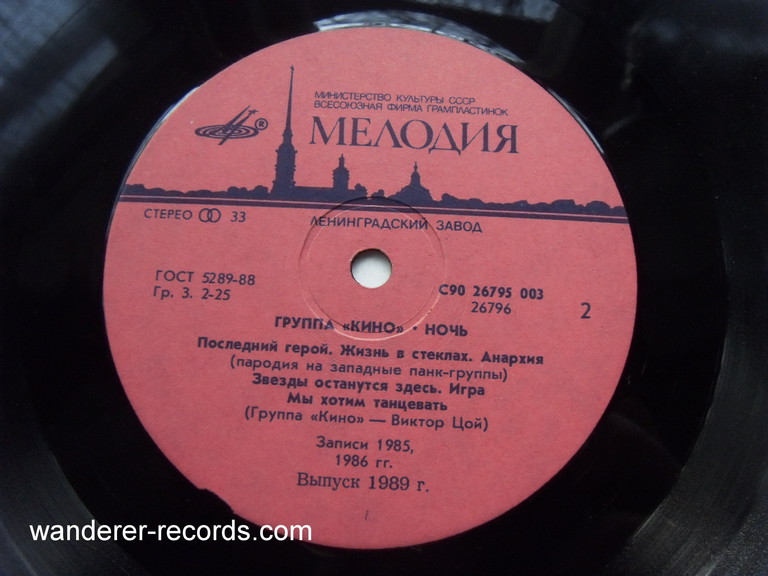 МИНИСТЕРСТВО КУЛЬТУРЫ СССР
ВСЕСОЮЗНАЯ ФИРМА ГРАМПЛАСТИНОК
МЕЛОДИЯ
®
СТЕРЕО 33
ЛЕНИНГРАДСКИЙ ЗАВОД
ГОСТ 5289-88
Гр. 3. 2-25
С90 26795 003
26796
2
ГРУППА «КИНО» • НОЧЬ
Последний герой. Жизнь в стеклах. Анархия
(пародия на западные панк-группы)
Звезды останутся здесь. Игра
Мы хотим танцевать
(Группа «Кино» — Виктор Цой)
Записи 1985,
1986 гг.
Выпуск 1989 г.
wanderer-records.com